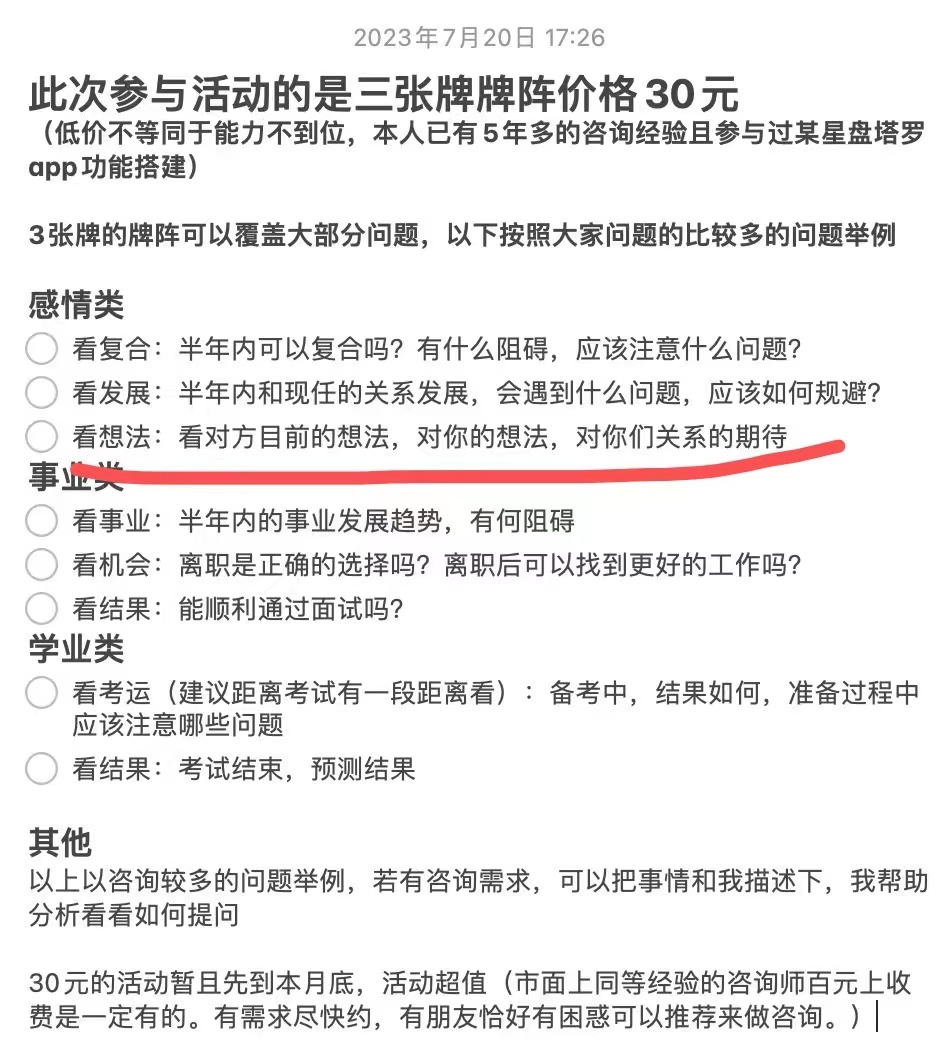 2023年7月20日 17:26
此次参与活动的是三张牌牌阵价格30元
（低价不等同于能力不到位，本人已有5年多的咨询经验且参与过某星盘塔罗
app功能搭建）
3张牌的牌阵可以覆盖大部分问题，以下按照大家问题的比较多的问题举例
感情类
看复合：半年内可以复合吗？有什么阻碍，应该注意什么问题？
看发展：半年内和现任的关系发展，会遇到什么问题，应该如何规避？
看想法：看对方目前的想法，对你的想法，对你们关系的期待
事业类
看事业：半年内的事业发展趋势，有何阻碍
看机会：离职是正确的选择吗？离职后可以找到更好的工作吗？
看结果：能顺利通过面试吗？
学业类
看考运（建议距离考试有一段距离看）：备考中，结果如何，准备过程中
应该注意哪些问题
看结果：考试结束，预测结果
其他
以上以咨询较多的问题举例，若有咨询需求，可以把事情和我描述下，我帮助
分析看看如何提问
30元的活动暂且先到本月底，活动超值（市面上同等经验的咨询师百元上收
费是一定有的。有需求尽快约，有朋友恰好有困惑可以推荐来做咨询。）